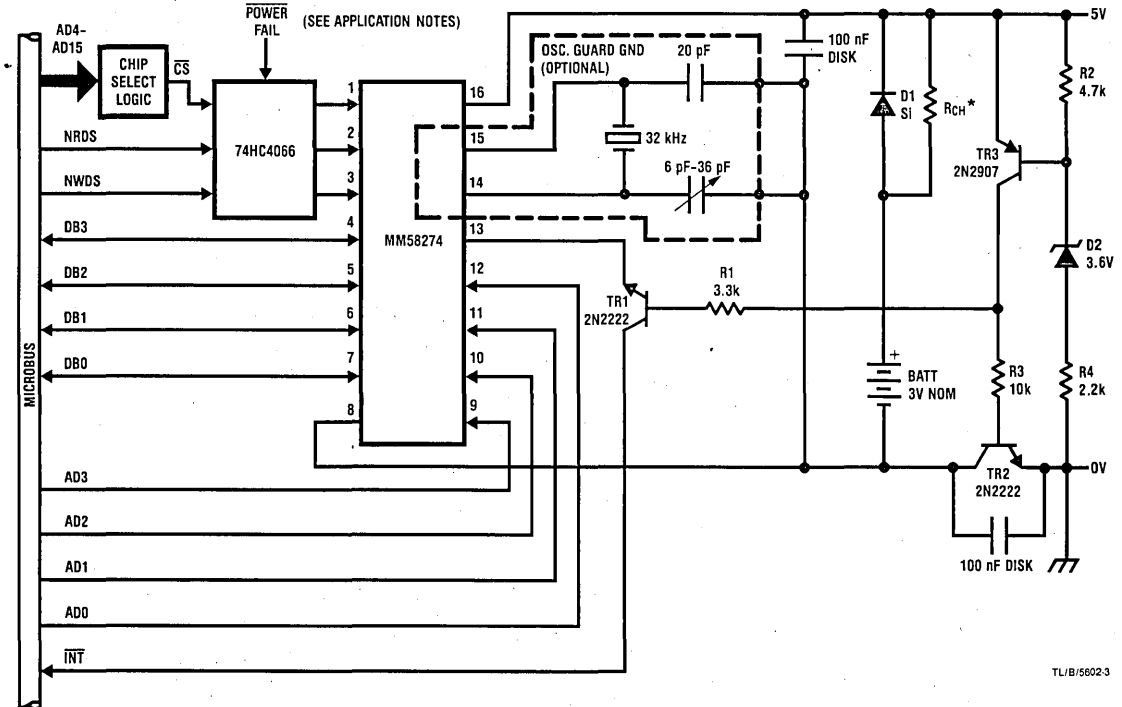 AD4-
AD15
CHIP
SELECT
LOGIC
CS
POWER
FAIL
(SEE APPLICATION NOTES)
74HC4066
NRDS
NWDS
DB3
DB2
DB1
DB0
MICROBUS
AD3
AD2
AD1
AD0
INT
1
2
3
4
5
6
7
8
MM58274
16
15
14
13
12
11
10
9
OSC. GUARD GND
(OPTIONAL)
20 pF
32 kHz
6 pF-36 pF
100 nF
DISK
D1
Si
RCH*
5V
R2
4.7k
TR3
2N2907
D2
3.6V
R1
3.3k
TR1
2N2222
+
BATT
3V NOM
R3
10k
R4
2.2k
TR2
2N2222
0V
100 nF DISK
TL/B/5602-3